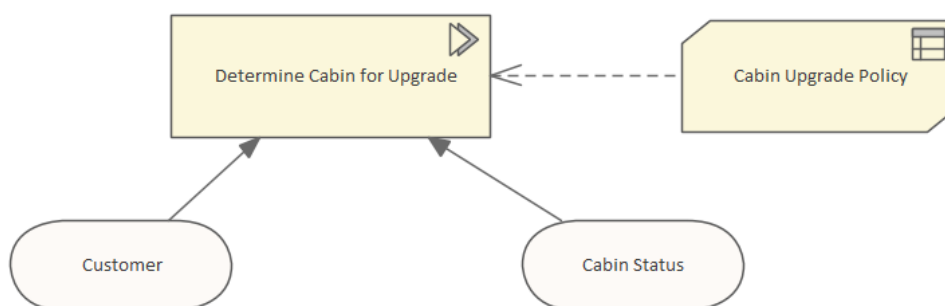 Determine Cabin for Upgrade
Cabin Upgrade Policy
Customer
Cabin Status